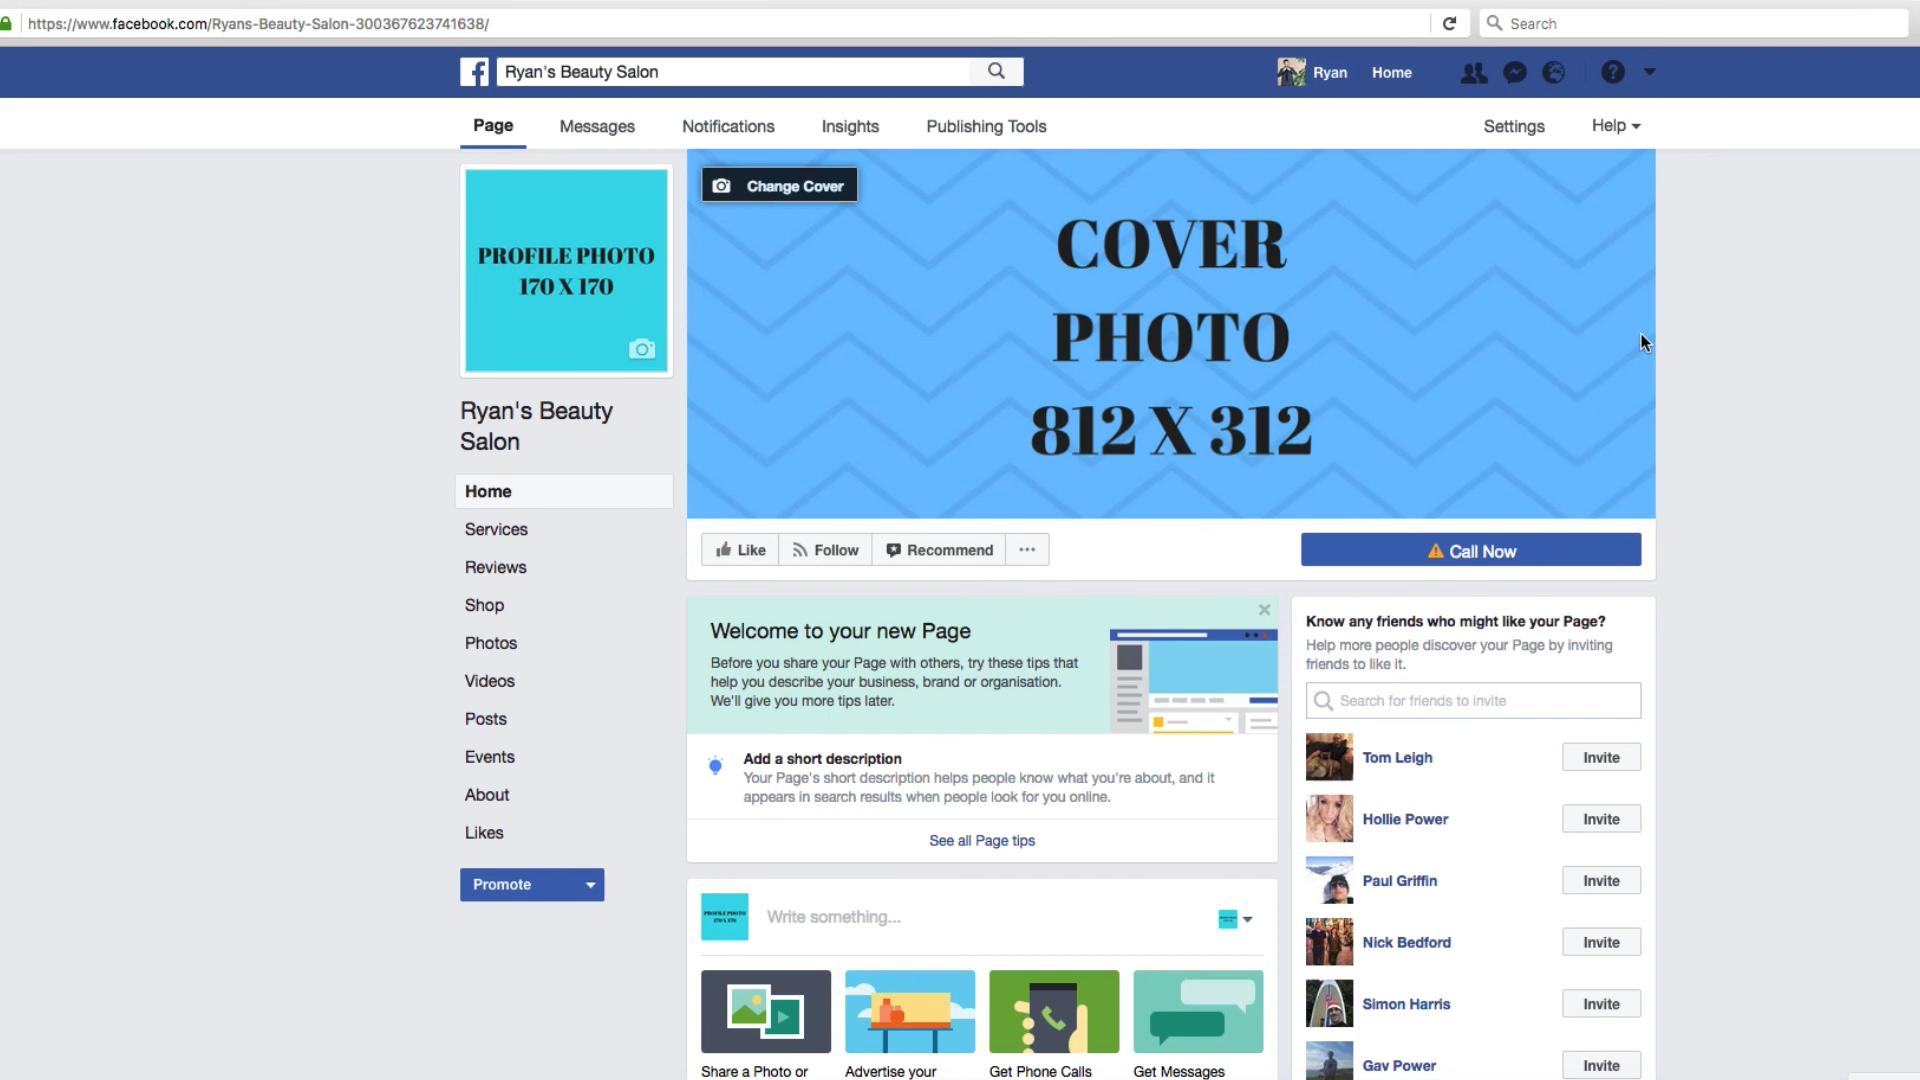 https://www.facebook.com/Ryans-Beauty-Salon-300367623741638/
Search
Ryan's Beauty Salon
Ryan
Home
Page
Messages
Notifications
Insights
Publishing Tools
Settings
Help
PROFILE PHOTO
170 X 170
Change Cover
COVER
PHOTO
812 X 312
Ryan's Beauty
Salon
Home
Services
Reviews
Shop
Photos
Videos
Posts
Events
About
Likes
Promote
Like
Follow
Recommend
Call Now
Welcome to your new Page
Before you share your Page with others, try these tips that
help you describe your business, brand or organisation.
We'll give you more tips later.
Add a short description
Your Page's short description helps people know what you're about, and it
appears in search results when people look for you online.
See all Page tips
PROFILE PHOTO
170 X 170
Write something...
Share a Photo or
Advertise your
Get Phone Calls
Get Messages
Know any friends who might like your Page?
Help more people discover your Page by inviting
friends to like it.
Search for friends to invite
Tom Leigh
Invite
Hollie Power
Invite
Paul Griffin
Invite
Nick Bedford
Invite
Simon Harris
Invite
Gav Power
Invite